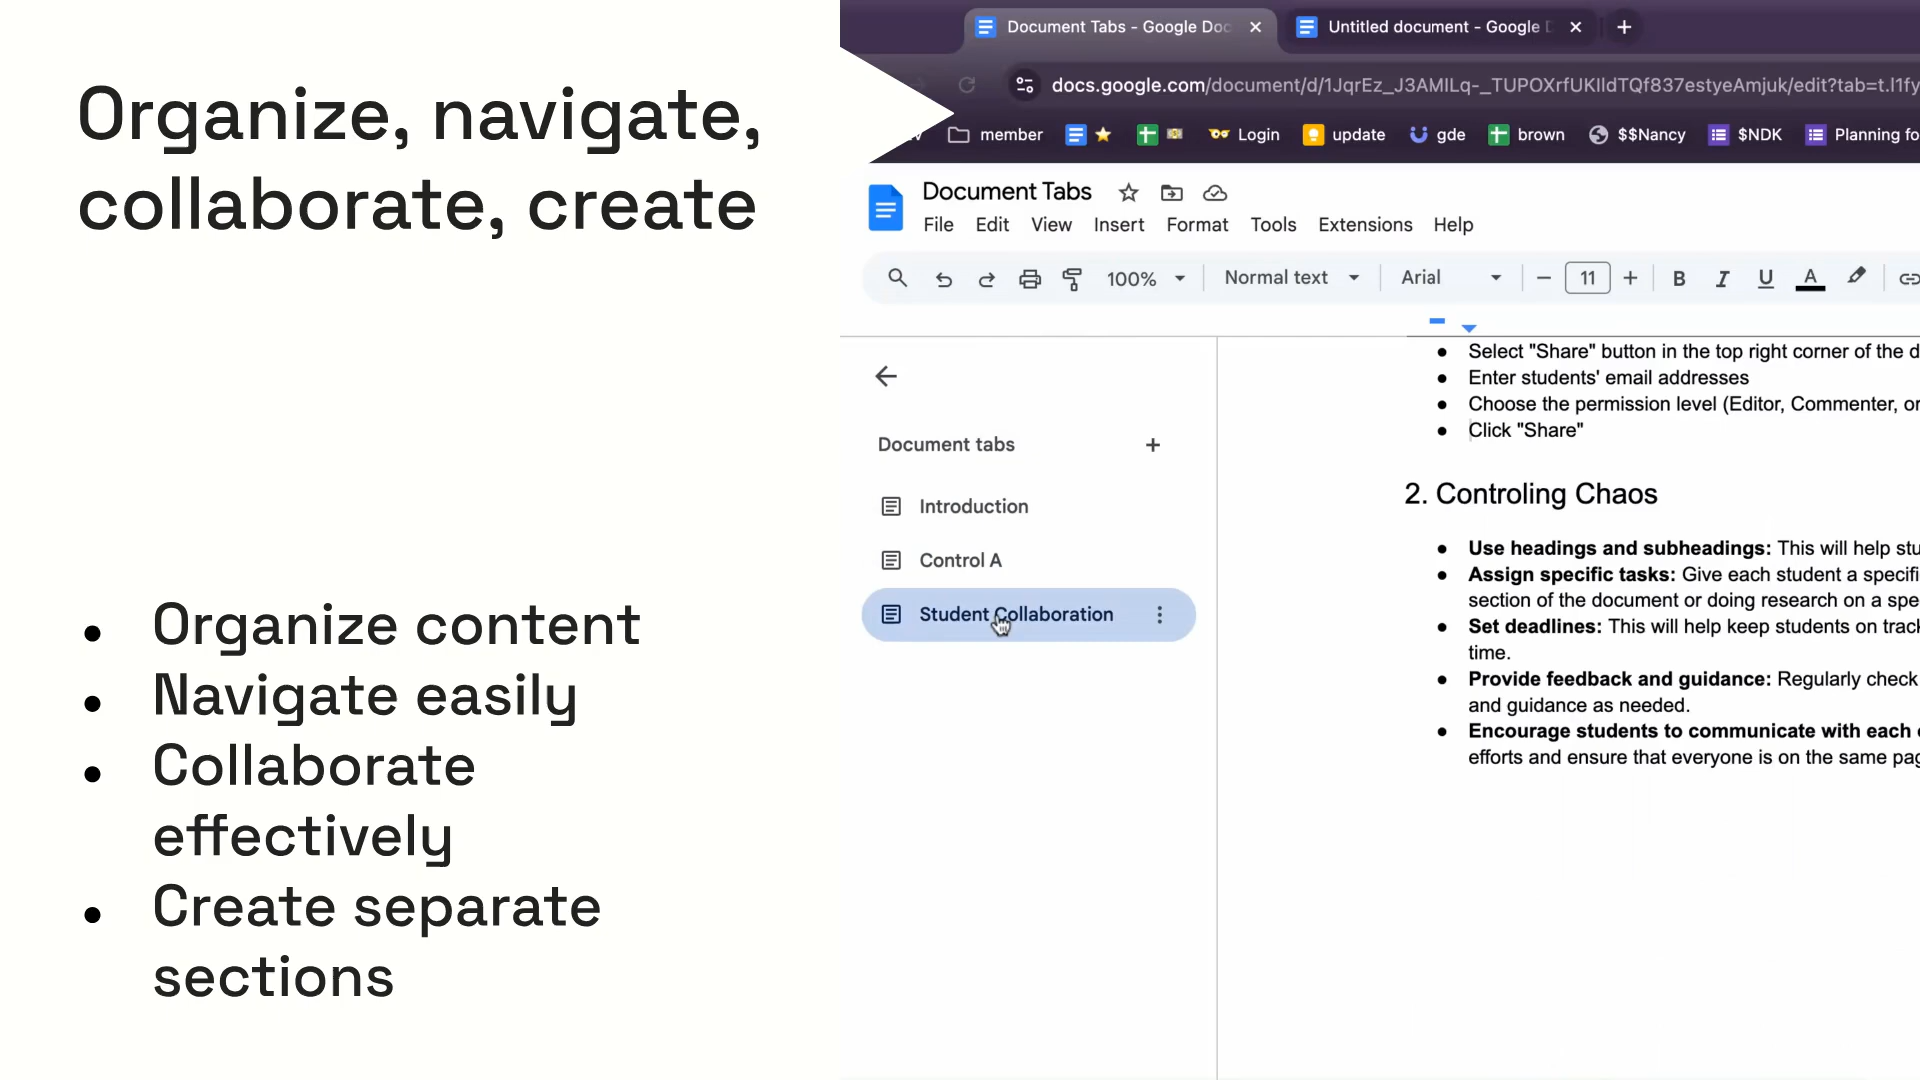 Organize, navigate,
collaborate, create
Organize content
Navigate easily
Collaborate
effectively
Create separate
sections
Document Tabs - Google Doc
Untitled document - Google
docs.google.com/document/d/1JqrEz_J3AMILq-_TUPOXrfUKIldTQf837estyeAmjuk/edit?tab=t.l1fy
member
Login
update
gde
brown
$$Nancy
$NDK
Planning fo
Document Tabs
File Edit View Insert Format Tools Extensions Help
100% Normal text Arial 11 B I U A
Document tabs
Introduction
Control A
Student Collaboration
Select "Share" button in the top right corner of the d
Enter students' email addresses
Choose the permission level (Editor, Commenter, or
Click "Share"
2. Controling Chaos
Use headings and subheadings: This will help stu
Assign specific tasks: Give each student a specifi
section of the document or doing research on a spe
Set deadlines: This will help keep students on track
time.
Provide feedback and guidance: Regularly check
and guidance as needed.
Encourage students to communicate with each
efforts and ensure that everyone is on the same pag